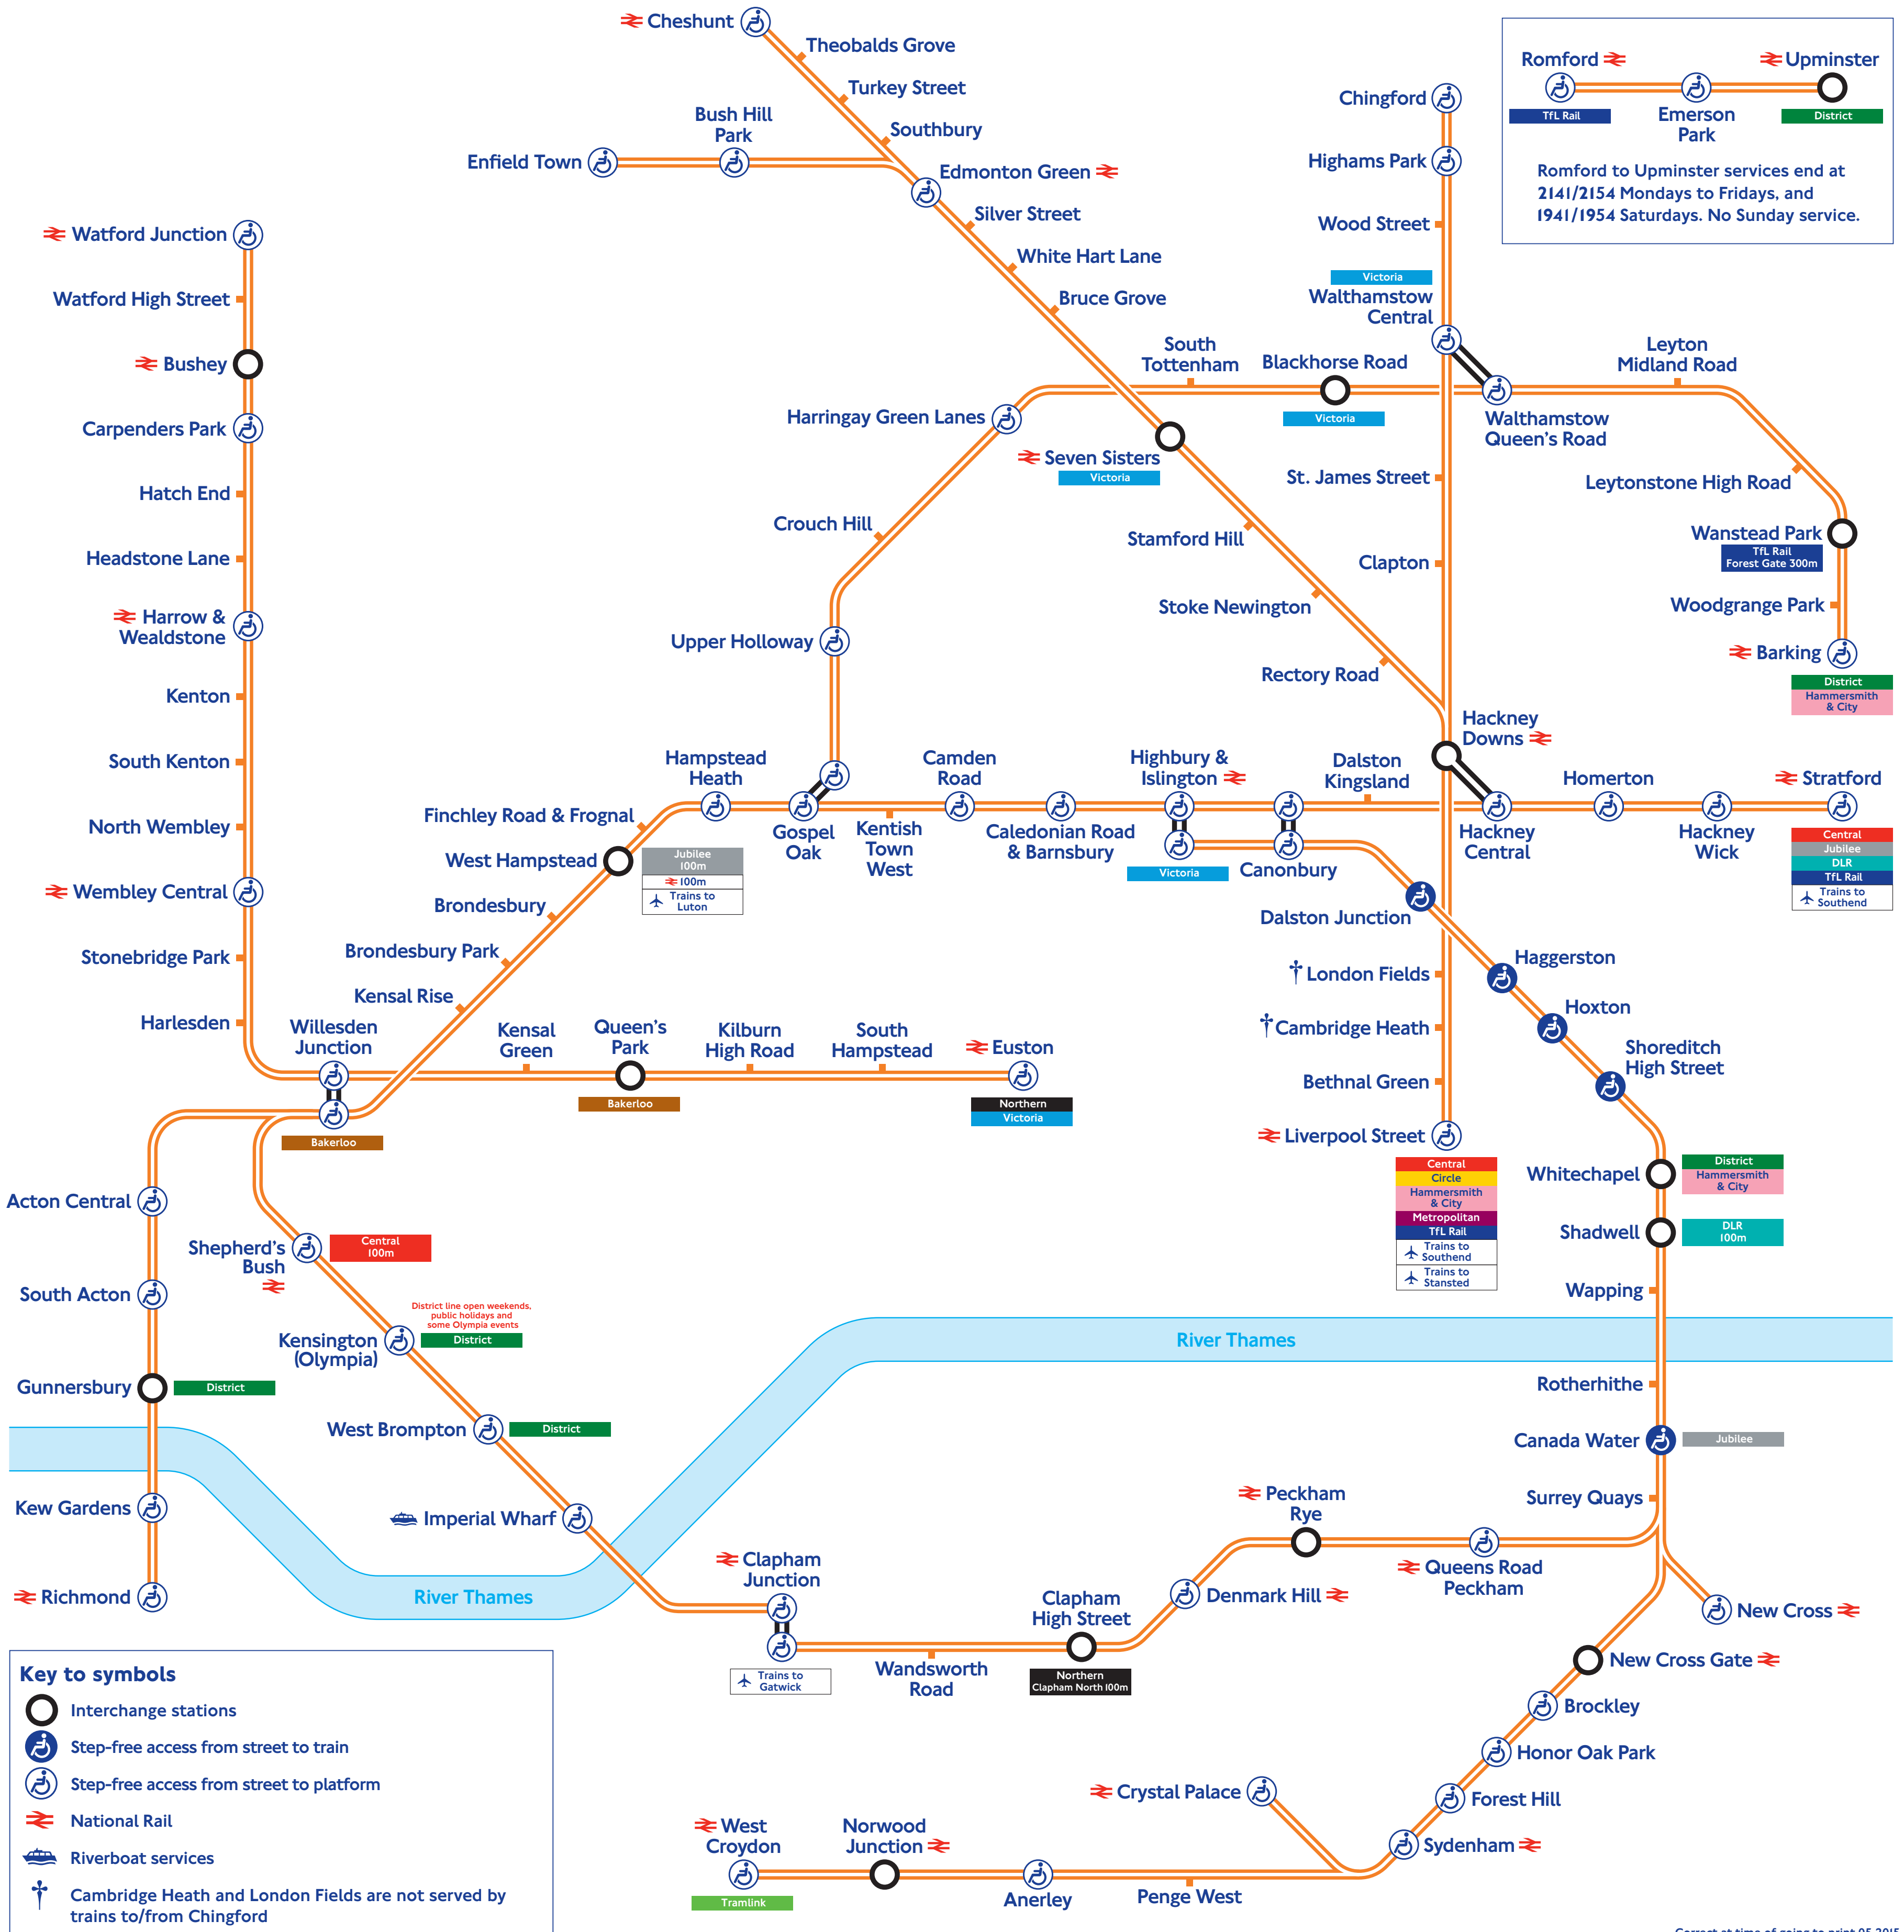 Cheshunt
Theobalds Grove
Turkey Street
Southbury
Bush Hill
Park
Enfield Town
Edmonton Green
Silver Street
White Hart Lane
Bruce Grove
Chingford
Highams Park
Wood Street
Victoria
Walthamstow
Central
Romford
Upminster
TfL Rail
Emerson
Park
District
Romford to Upminster services end at
2141/2154 Mondays to Fridays, and
1941/1954 Saturdays. No Sunday service.
Watford Junction
Watford High Street
Bushey
Carpenders Park
Hatch End
Headstone Lane
Harrow &
Wealdstone
Kenton
South Kenton
North Wembley
Wembley Central
Stonebridge Park
Harlesden
South
Tottenham
Blackhorse Road
Victoria
Leyton
Midland Road
Walthamstow
Queen's Road
Harringay Green Lanes
Seven Sisters
Victoria
St. James Street
Leytonstone High Road
Crouch Hill
Stamford Hill
Clapton
Wanstead Park
TfL Rail
Forest Gate 300m
Stoke Newington
Woodgrange Park
Upper Holloway
Rectory Road
Barking
District
Hammersmith
& City
Hackney
Downs
Hampstead
Heath
Camden
Road
Highbury &
Islington
Dalston
Kingsland
Homerton
Stratford
Finchley Road & Frognal
Gospel
Oak
Kentish
Town
West
Caledonian Road
& Barnsbury
Victoria
Canonbury
Hackney
Central
Hackney
Wick
Central
Jubilee
DLR
TfL Rail
Trains to
Southend
West Hampstead
Jubilee
100m
100m
Trains to
Luton
Brondesbury
Brondesbury Park
Kensal Rise
Dalston Junction
Haggerston
London Fields
Hoxton
Cambridge Heath
Shoreditch
High Street
Bethnal Green
Willesden
Junction
Kensal
Green
Queen's
Park
Kilburn
High Road
South
Hampstead
Euston
Bakerloo
Northern
Victoria
Bakerloo
Liverpool Street
Central
Circle
Hammersmith
& City
Metropolitan
TfL Rail
Trains to
Southend
Trains to
Stansted
Whitechapel
District
Hammersmith
& City
Shadwell
DLR
100m
Wapping
Acton Central
Shepherd's
Bush
Central
100m
South Acton
District line open weekends,
public holidays and
some Olympia events
Kensington
(Olympia)
District
River Thames
Gunnersbury
District
Rotherhithe
West Brompton
District
Canada Water
Jubilee
Kew Gardens
Imperial Wharf
Peckham
Rye
Surrey Quays
Richmond
River Thames
Clapham
Junction
Trains to
Gatwick
Wandsworth
Road
Clapham
High Street
Northern
Clapham North 100m
Denmark Hill
Queens Road
Peckham
New Cross
New Cross Gate
Brockley
Honor Oak Park
Forest Hill
Sydenham
Crystal Palace
West
Croydon
Tramlink
Norwood
Junction
Anerley
Penge West
Key to symbols
Interchange stations
Step-free access from street to train
Step-free access from street to platform
National Rail
Riverboat services
† Cambridge Heath and London Fields are not served by
trains to/from Chingford
Correct at time of going to print 05.2015